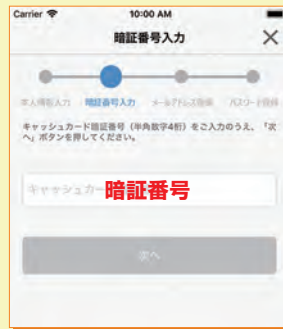 Carrier 10:00 AM
暗証番号入力
本人情報入力 暗証番号入力 メールアドレス登録 パスワード登録
キャッシュカード暗証番号（半角数字4桁）をご入力のうえ、「次
へ」ボタンを押してください。
キャッシュカー 暗証番号
次へ